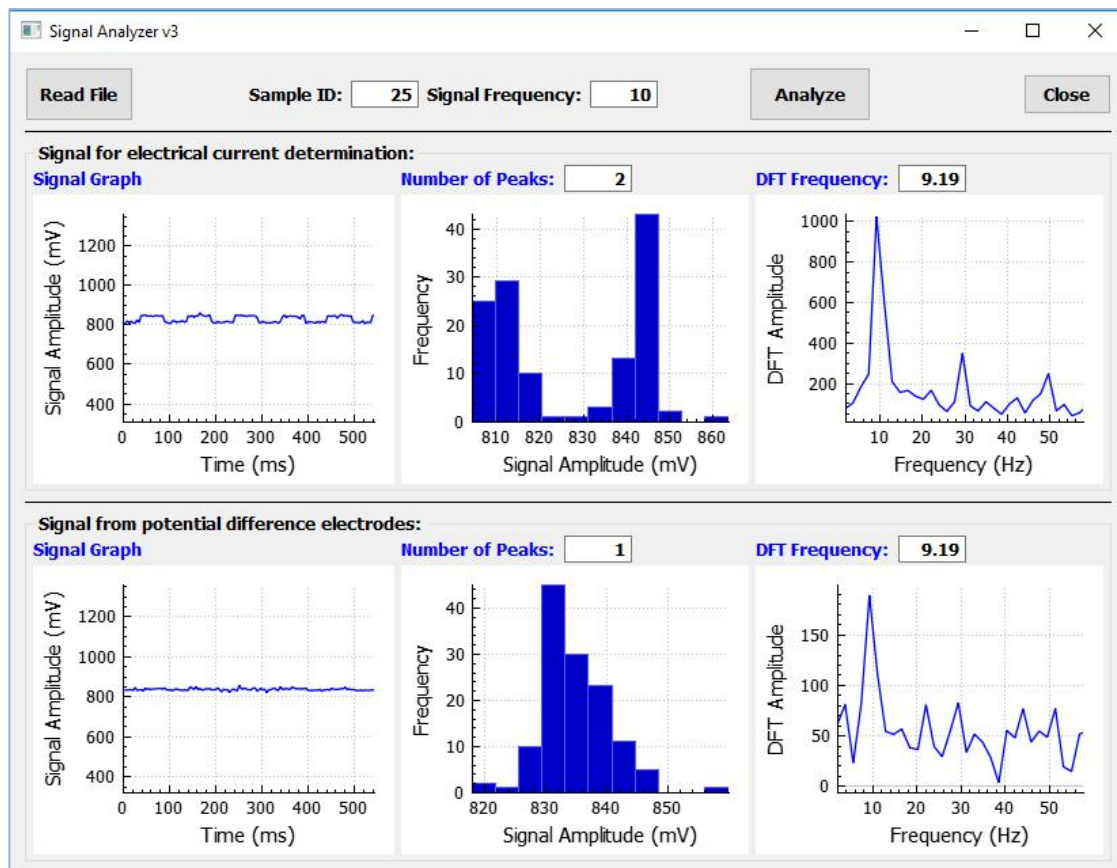 Signal Analyzer v3
Read File Sample ID: 25 Signal Frequency: 10 Analyze Close
Signal for electrical current determination:
Signal Graph Number of Peaks: 2 DFT Frequency: 9.19
Signal Amplitude (mV)
1200
1000
800
600
400
0 100 200 300 400 500
Time (ms)
Frequency
40
30
20
10
0
810 820 830 840 850 860
Signal Amplitude (mV)
DFT Amplitude
1000
800
600
400
200
10 20 30 40 50
Frequency (Hz)
Signal from potential difference electrodes:
Signal Graph Number of Peaks: 1 DFT Frequency: 9.19
Signal Amplitude (mV)
1200
1000
800
600
400
0 100 200 300 400 500
Time (ms)
Frequency
40
30
20
10
0
820 830 840 850
Signal Amplitude (mV)
DFT Amplitude
150
100
50
0
10 20 30 40 50
Frequency (Hz)